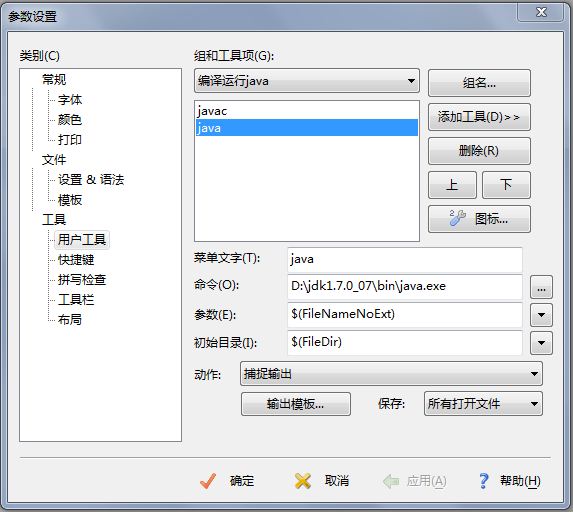 参数设置
类别(C)
常规
字体
颜色
打印
文件
设置 & 语法
模板
工具
用户工具
快捷键
拼写检查
工具栏
布局
组和工具项(G):
编译运行java
组名...
javac
java
添加工具(D)>>
删除(R)
上
下
图标...
菜单文字(T):
java
命令(O):
D:\jdk1.7.0_07\bin\java.exe
...
参数(E):
$(FileNameNoExt)
初始目录(I):
$(FileDir)
动作:
捕捉输出
输出模板...
保存:
所有打开文件
确定
取消
应用(A)
帮助(H)